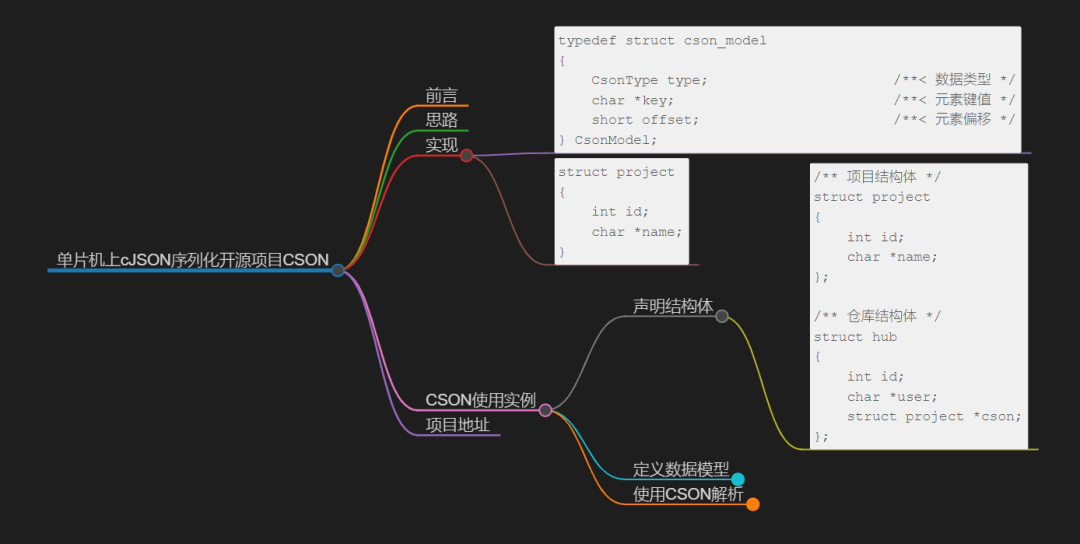 单片机上cJSON序列化开源项目CSON
前言
思路
实现
typedef struct cson_model
{
    CsonType type;                      /**< 数据类型 */
    char *key;                          /**< 元素键值 */
    short offset;                       /**< 元素偏移 */
} CsonModel;
struct project
{
    int id;
    char *name;
}
CSON使用实例
声明结构体
/** 项目结构体 */
struct project
{
    int id;
    char *name;
};

/** 仓库结构体 */
struct hub
{
    int id;
    char *user;
    struct project *cson;
};
定义数据模型
使用CSON解析
项目地址